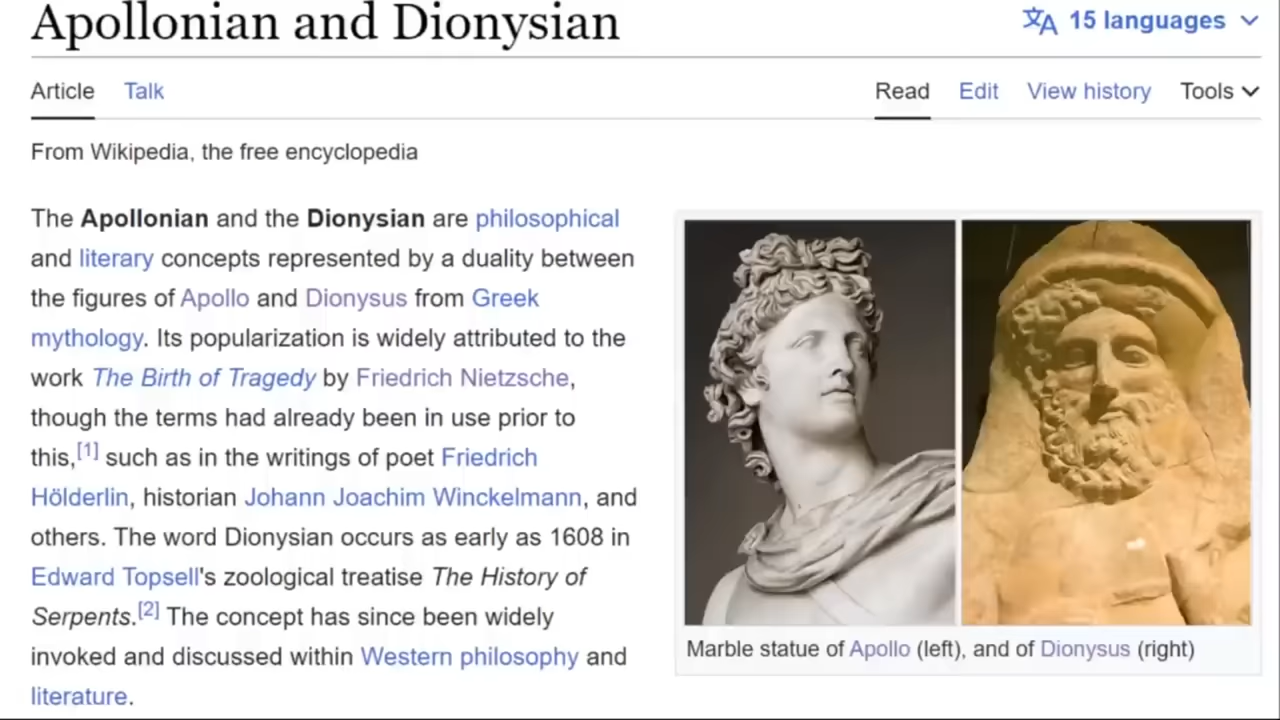 Apollonian and Dionysian
15 languages
Article Talk
Read Edit View history Tools
From Wikipedia, the free encyclopedia
The Apollonian and the Dionysian are philosophical
and literary concepts represented by a duality between
the figures of Apollo and Dionysus from Greek
mythology. Its popularization is widely attributed to the
work The Birth of Tragedy by Friedrich Nietzsche,
though the terms had already been in use prior to
this,[1] such as in the writings of poet Friedrich
Hölderlin, historian Johann Joachim Winckelmann, and
others. The word Dionysian occurs as early as 1608 in
Edward Topsell's zoological treatise The History of
Serpents.[2] The concept has since been widely
invoked and discussed within Western philosophy and
literature.
Marble statue of Apollo (left), and of Dionysus (right)